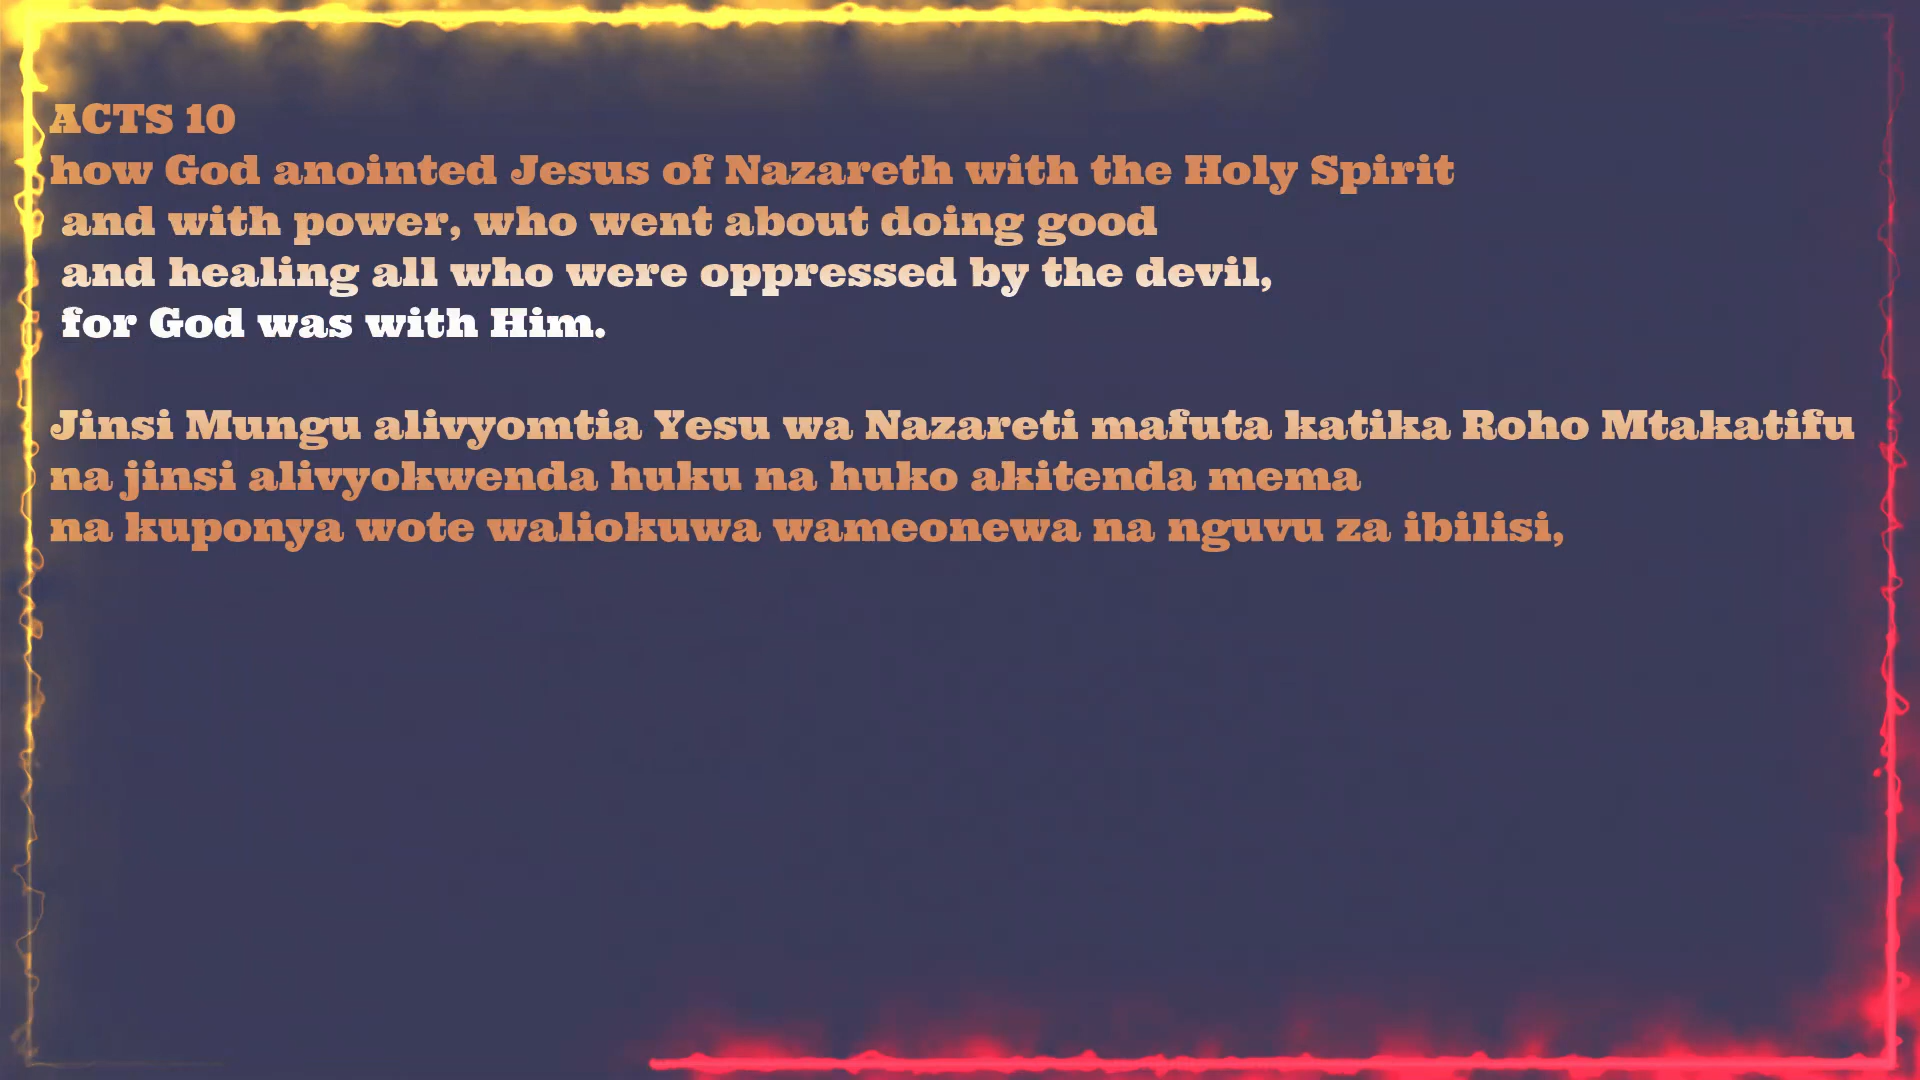 ACTS 10
how God anointed Jesus of Nazareth with the Holy Spirit
and with power, who went about doing good
and healing all who were oppressed by the devil,
for God was with Him.
Jinsi Mungu alivyomtia Yesu wa Nazareti mafuta katika Roho Mtakatifu
na jinsi alivyokwenda huku na huko akitenda mema
na kuponya wote waliokuwa wameonewa na nguvu za ibilisi,